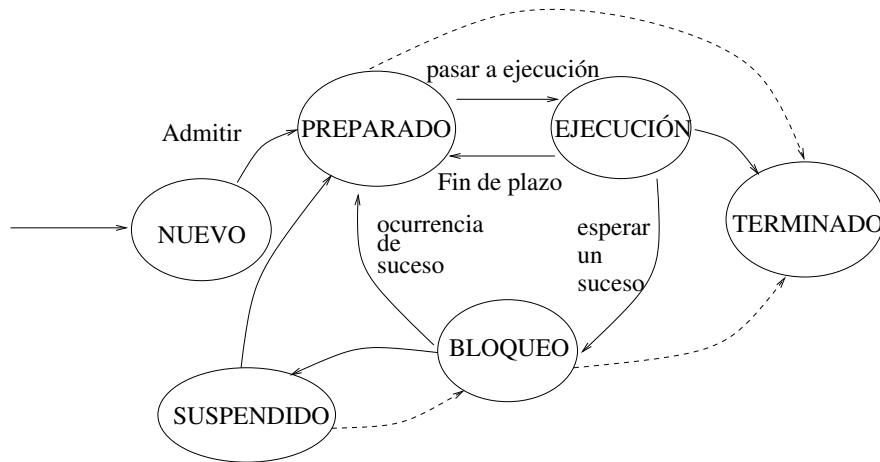 pasar a ejecución
PREPARADO
EJECUCIÓN
Admitir
Fin de plazo
NUEVO
ocurrencia
de
suceso
esperar
un
suceso
TERMINADO
BLOQUEO
SUSPENDIDO